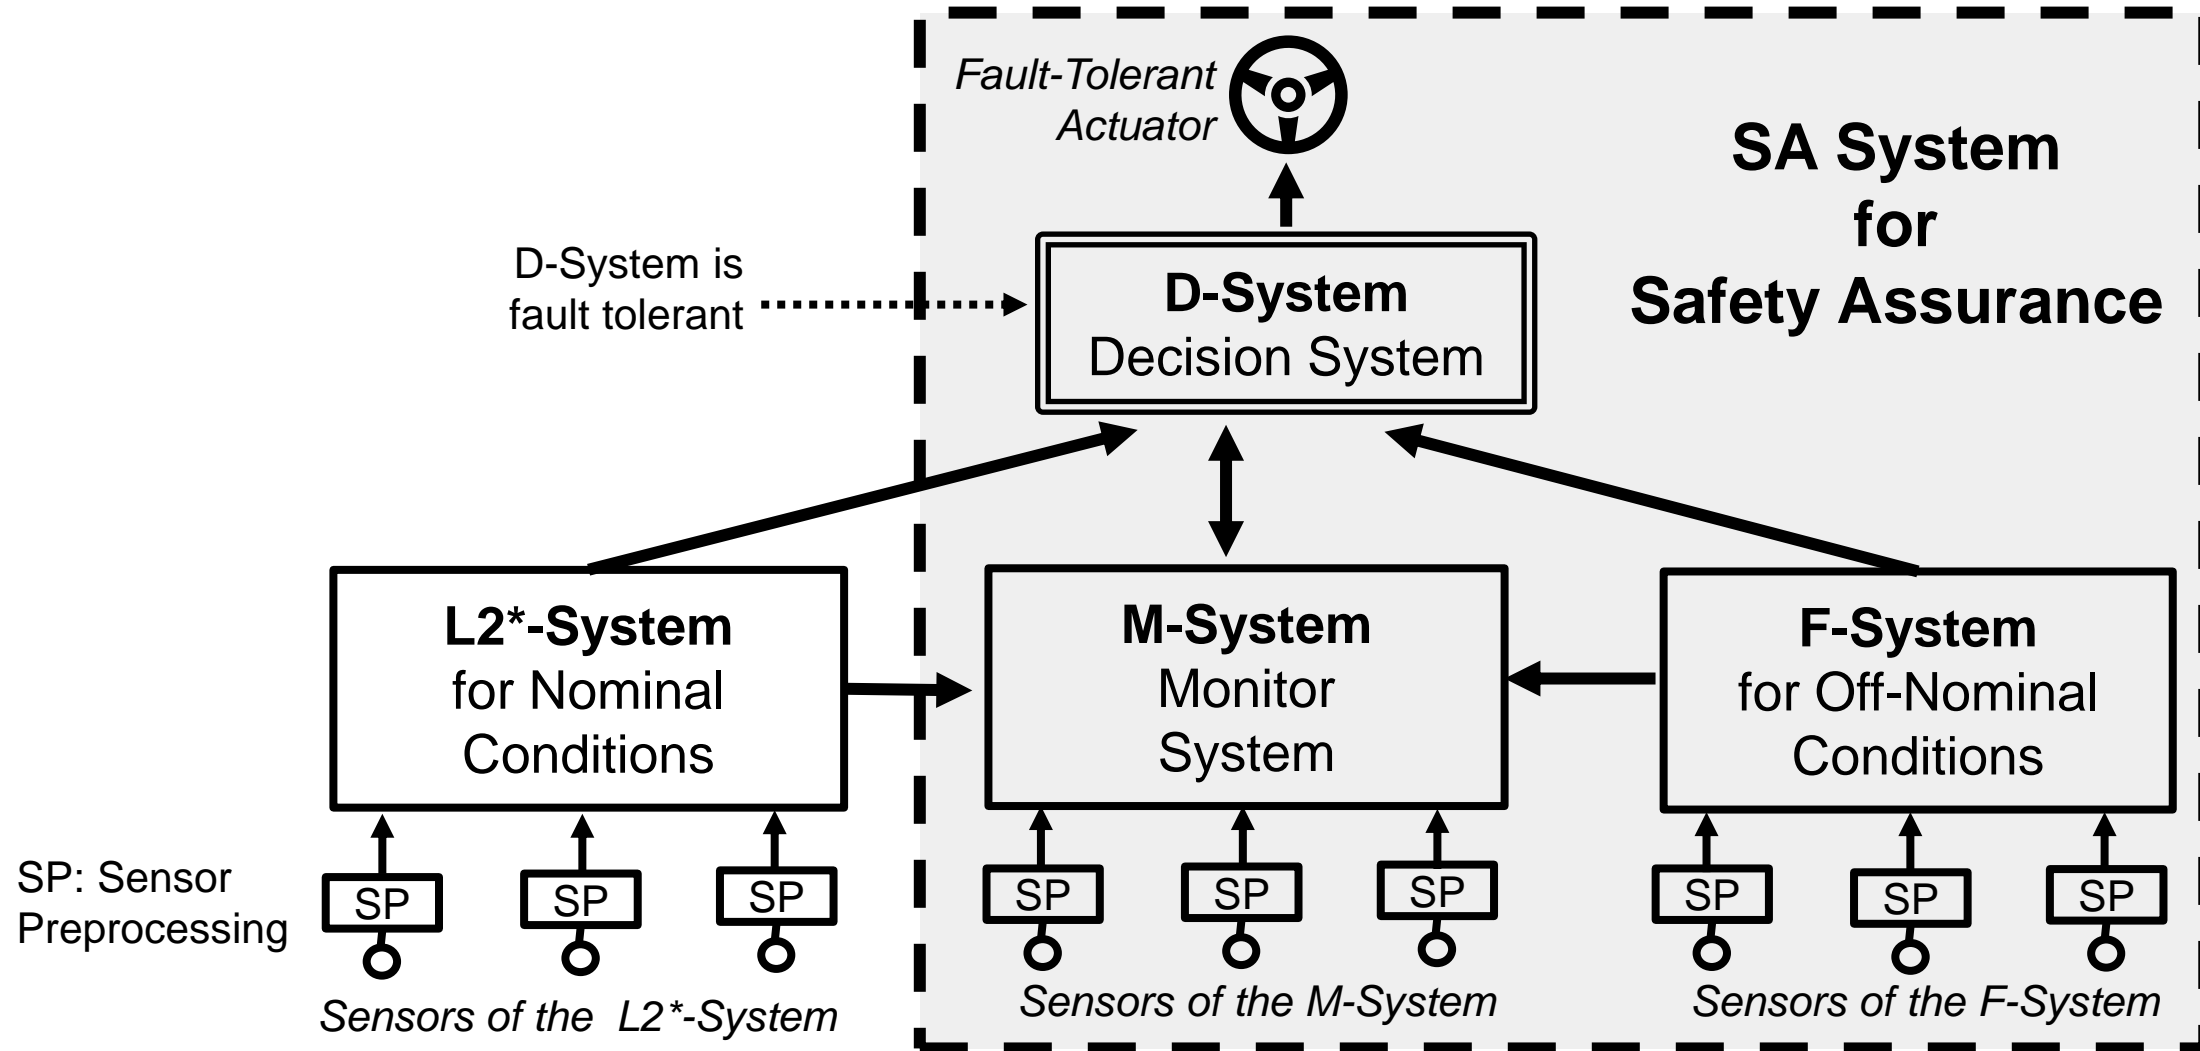 Fault-Tolerant
Actuator
SA System
for
Safety Assurance
D-System is
fault tolerant
D-System
Decision System
L2*-System
for Nominal
Conditions
M-System
Monitor
System
F-System
for Off-Nominal
Conditions
SP: Sensor
Preprocessing
SP
SP
SP
SP
SP
SP
SP
SP
SP
Sensors of the L2*-System
Sensors of the M-System
Sensors of the F-System